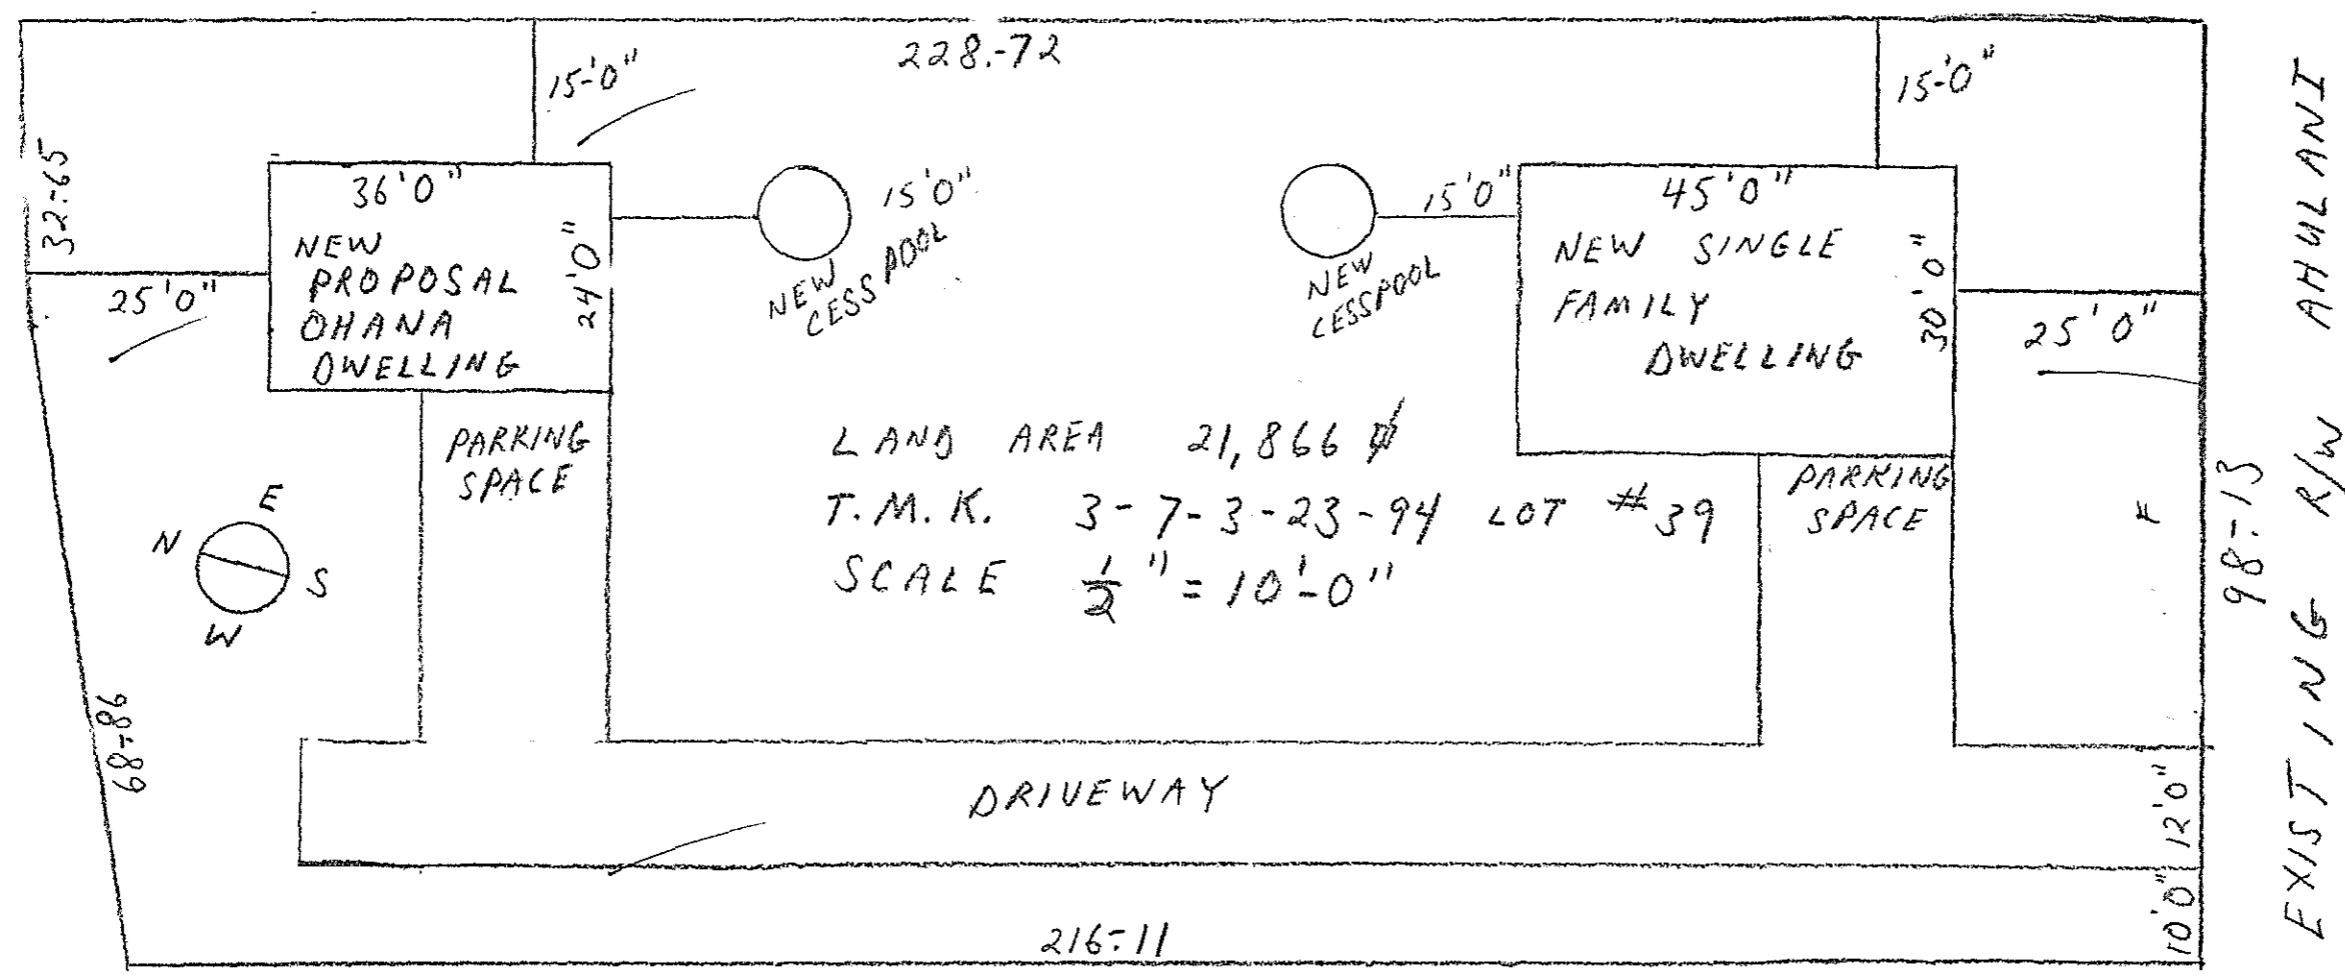 228.-72
15-'0"
15-'0"
32-65
36'0"
NEW
PROPOSAL
OHANA
DWELLING
24'0"
25'0"
15'0"
NEW
CESSPOOL
15'0"
NEW
CESSPOOL
45'0"
NEW SINGLE
FAMILY
DWELLING
30'0"
25'0"
PARKING
SPACE
LAND AREA 21,866
T.M.K. 3-7-3-23-94 LOT #39
SCALE 1/2" = 10'-0"
PARKING
SPACE
E
N
S
W
68-86
98-13
DRIVEWAY
12'0"
10'0"
216-11
EXISTING R/W AHULANI